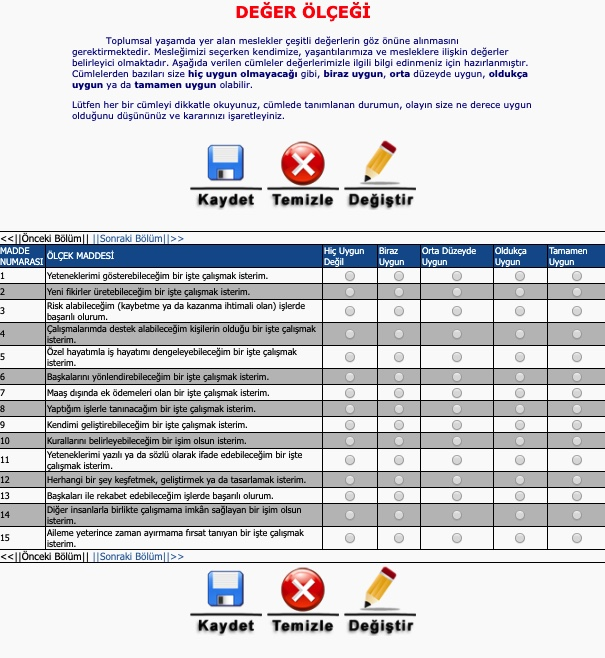 DEĞER ÖLÇEĞİ
Toplumsal yaşamda yer alan meslekler çeşitli değerlerin göz önüne alınmasını
gerektirmektedir. Mesleğimizi seçerken kendimize, yaşantılarımıza ve mesleklere ilişkin değerler
belirleyici olmaktadır. Aşağıda verilen cümleler değerlerimizle ilgili bilgi edinmeniz için hazırlanmıştır.
Cümlelerden bazıları size hiç uygun olmayacağı gibi, biraz uygun, orta düzeyde uygun, oldukça
uygun ya da tamamen uygun olabilir.
Lütfen her bir cümleyi dikkatle okuyunuz, cümlede tanımlanan durumun, olayın size ne derece uygun
olduğunu düşününüz ve kararınızı işaretleyiniz.
Kaydet Temizle Değiştir
<<||Önceki Bölüm|| ||Sonraki Bölüm||>>
MADDE NUMARASI ÖLÇEK MADDESİ Hiç Uygun Değil Biraz Uygun Orta Düzeyde Uygun Oldukça Uygun Tamamen Uygun
1 Yeteneklerimi gösterebileceğim bir işte çalışmak isterim.
2 Yeni fikirler üretebileceğim bir işte çalışmak isterim.
3 Risk alabileceğim (kaybetme ya da kazanma ihtimali olan) işlerde
başarılı olurum.
4 Çalışmalarımda destek alabileceğim kişilerin olduğu bir işte çalışmak
isterim.
5 Özel hayatımla iş hayatımı dengeleyebileceğim bir işte çalışmak
isterim.
6 Başkalarını yönlendirebileceğim bir işte çalışmak isterim.
7 Maaş dışında ek ödemeleri olan bir işte çalışmak isterim.
8 Yaptığım işlerle tanınacağım bir işte çalışmak isterim.
9 Kendimi geliştirebileceğim bir işte çalışmak isterim.
10 Kurallarını belirleyebileceğim bir işim olsun isterim.
11 Yeteneklerimi yazılı ya da sözlü olarak ifade edebileceğim bir işte
çalışmak isterim.
12 Herhangi bir şey keşfetmek, geliştirmek ya da tasarlamak isterim.
13 Başkaları ile rekabet edebileceğim işlerde başarılı olurum.
14 Diğer insanlarla birlikte çalışmama imkân sağlayan bir işim olsun
isterim.
15 Aileme yeterince zaman ayırmama fırsat tanıyan bir işte çalışmak
isterim.
<<||Önceki Bölüm|| ||Sonraki Bölüm||>>
Kaydet Temizle Değiştir